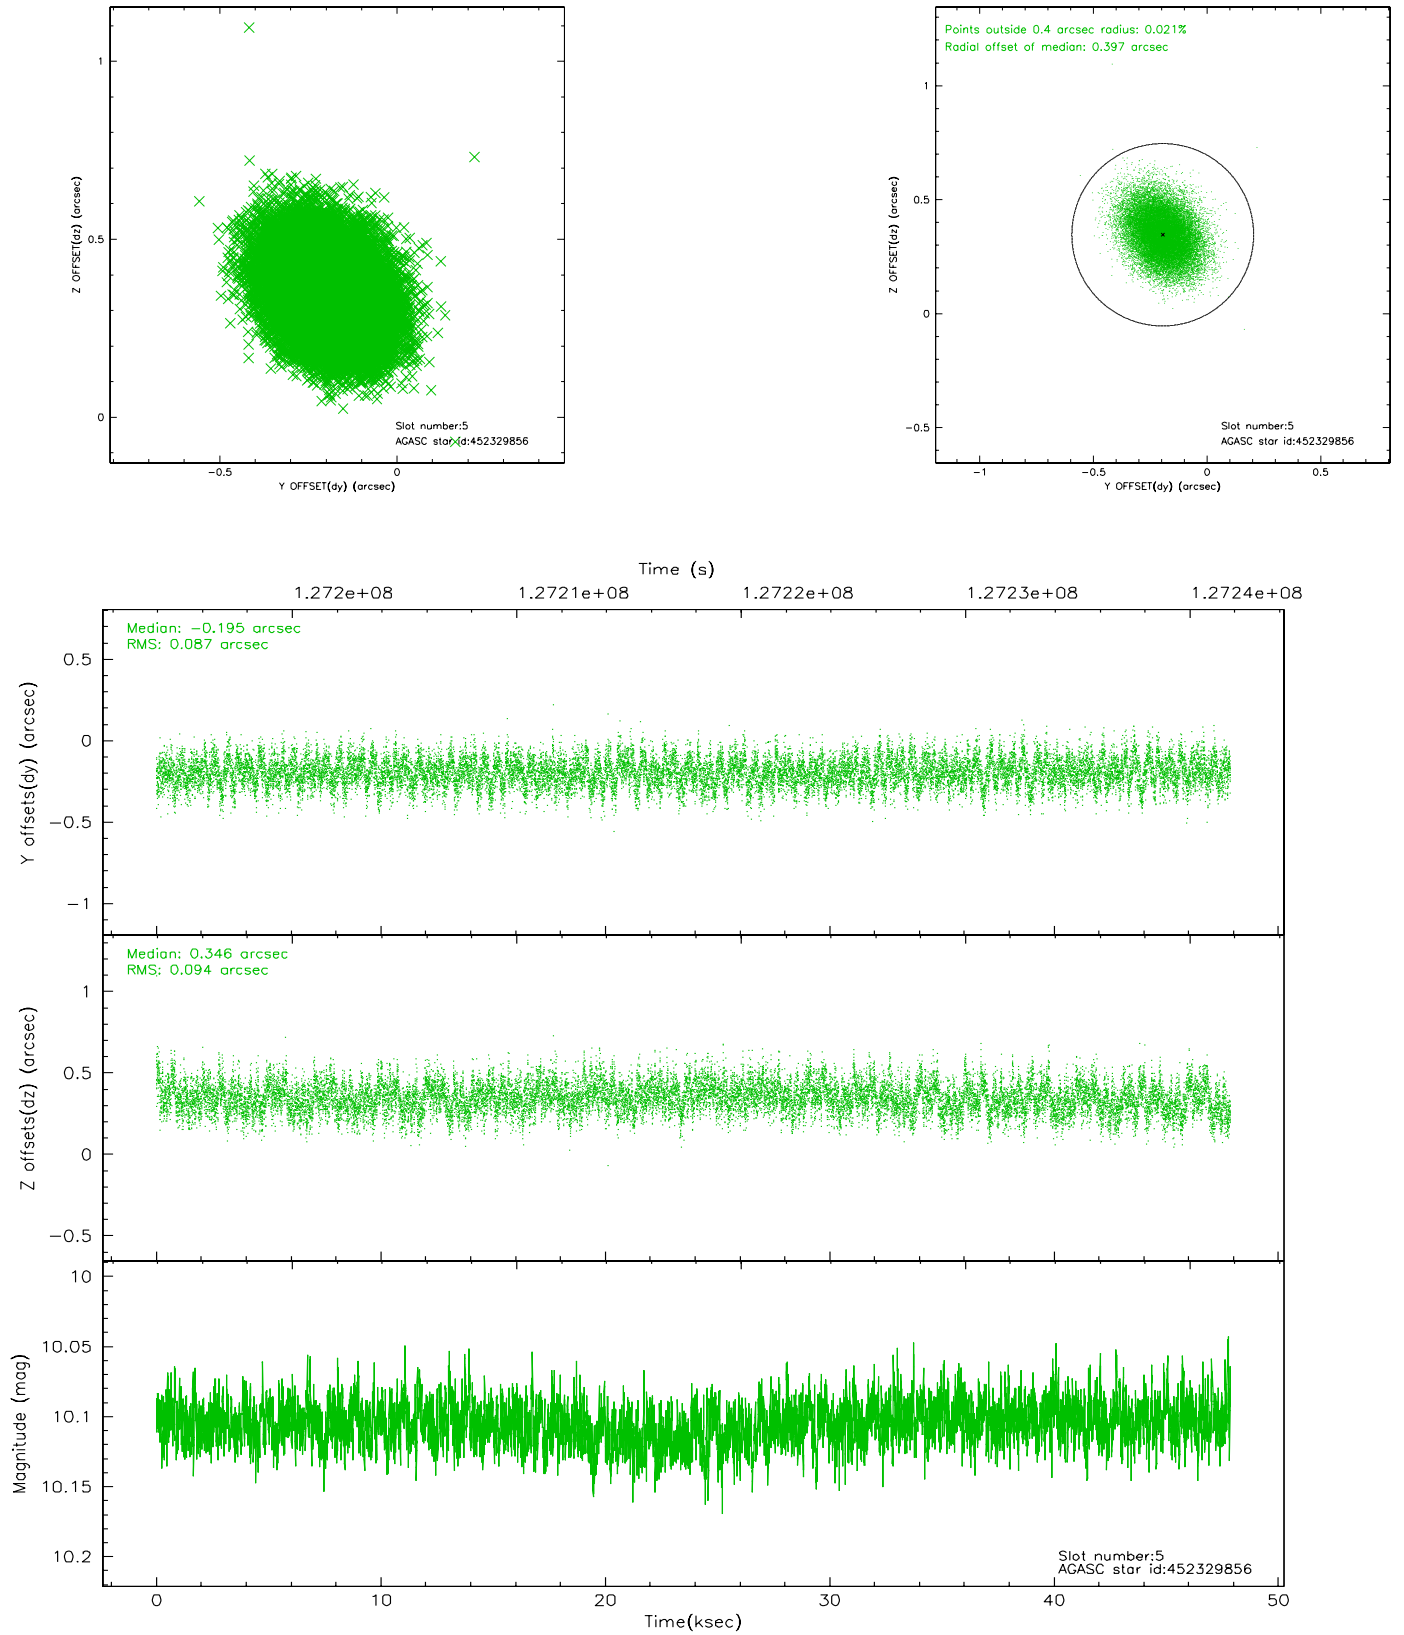 1
0.5
0
Z OFFSET(dz) (arcsec)
Slot number:5
AGASC star id:452329856
-0.5
0
Y OFFSET(dy) (arcsec)
Points outside 0.4 arcsec radius: 0.021%
Radial offset of median: 0.397 arcsec
1
0.5
0
-0.5
Z OFFSET(dz) (arcsec)
Slot number:5
AGASC star id:452329856
-1
-0.5
0
0.5
Y OFFSET(dy) (arcsec)
Time (s)
1.272e+08
1.2721e+08
1.2722e+08
1.2723e+08
1.2724e+08
Median: -0.195 arcsec
RMS: 0.087 arcsec
0.5
0
-0.5
-1
Y offsets(dy) (arcsec)
Median: 0.346 arcsec
RMS: 0.094 arcsec
1
0.5
0
-0.5
Z offsets(dz) (arcsec)
10
10.05
10.1
10.15
10.2
Magnitude (mag)
Slot number:5
AGASC star id:452329856
0
10
20
30
40
50
Time(ksec)